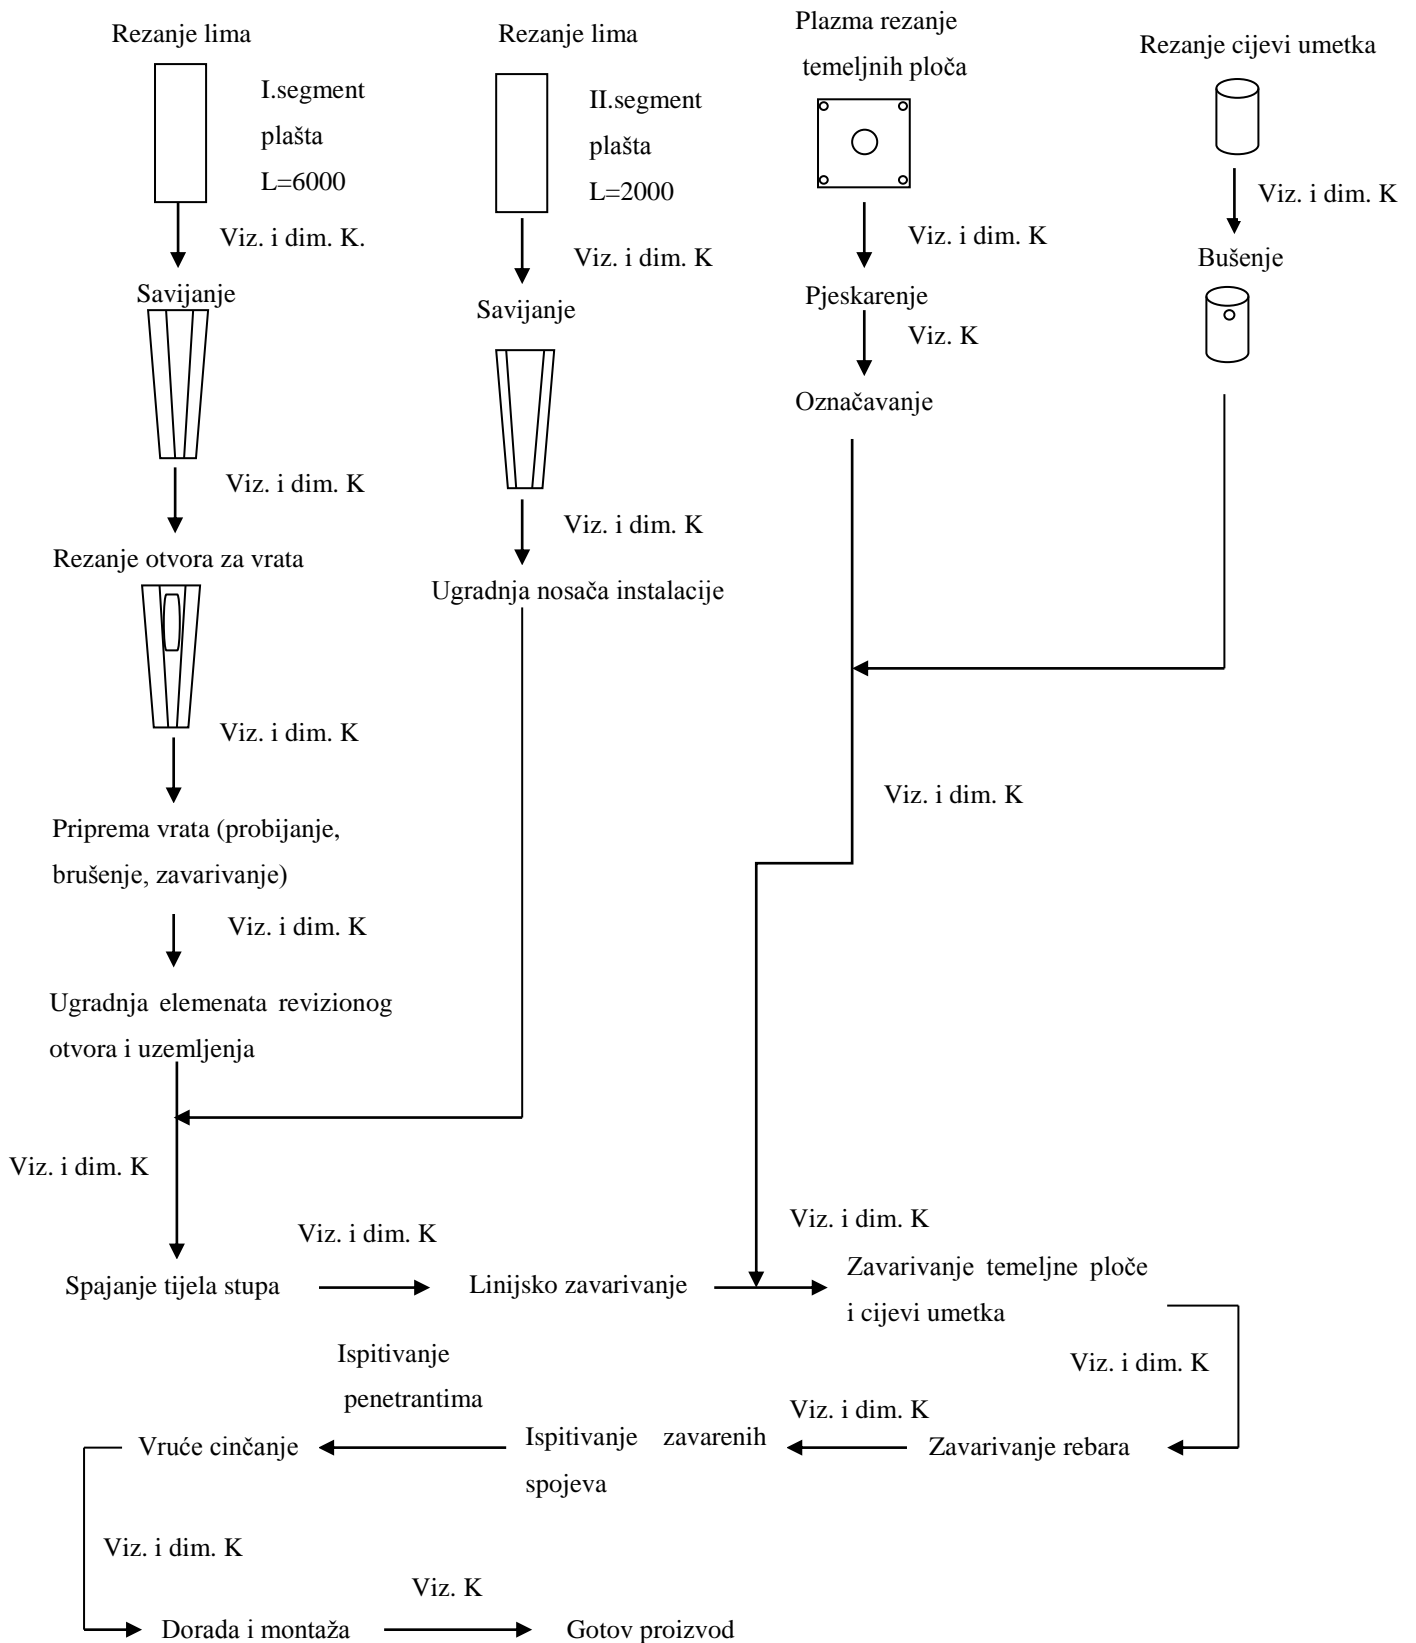 Rezanje lima
Rezanje lima
Plazma rezanje
temeljnih ploča
Rezanje cijevi umetka
I.segment
plašta
L=6000
II.segment
plašta
L=2000
Viz. i dim. K.
Viz. i dim. K
Viz. i dim. K
Viz. i dim. K
Savijanje
Savijanje
Pjeskarenje
Bušenje
Viz. K
Označavanje
Viz. i dim. K
Viz. i dim. K
Rezanje otvora za vrata
Ugradnja nosača instalacije
Viz. i dim. K
Viz. i dim. K
Priprema vrata (probijanje,
brušenje, zavarivanje)
Viz. i dim. K
Ugradnja elemenata revizionog
otvora i uzemljenja
Viz. i dim. K
Viz. i dim. K
Viz. i dim. K
Spajanje tijela stupa
Linijsko zavarivanje
Zavarivanje temeljne ploče
i cijevi umetka
Viz. i dim. K
Ispitivanje
penetrantima
Viz. i dim. K
Vruće cinčanje
Ispitivanje zavarenih
spojeva
Zavarivanje rebara
Viz. i dim. K
Viz. K
Dorada i montaža
Gotov proizvod